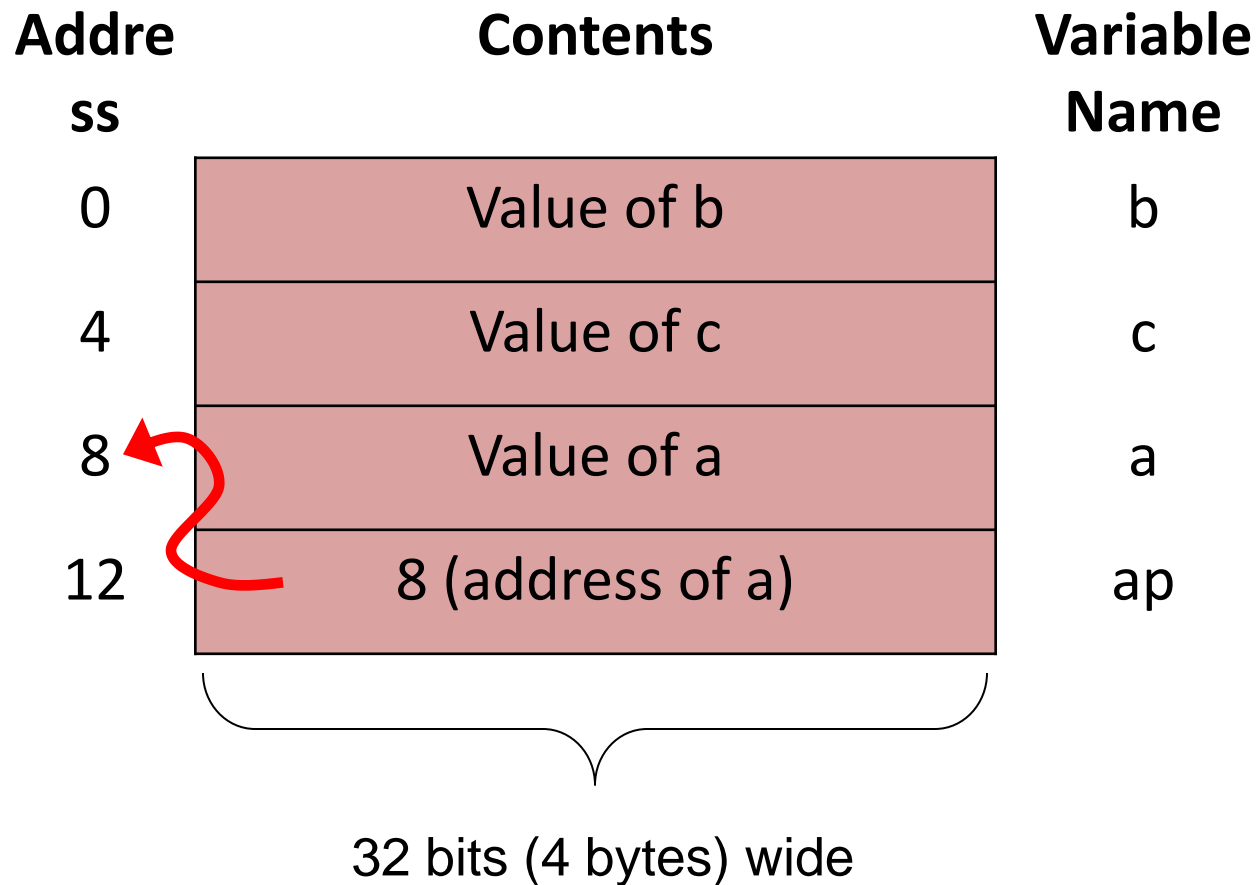 Addre
ss Contents Variable
Name
0 Value of b b
4 Value of c c
8 Value of a a
12 8 (address of a) ap
32 bits (4 bytes) wide